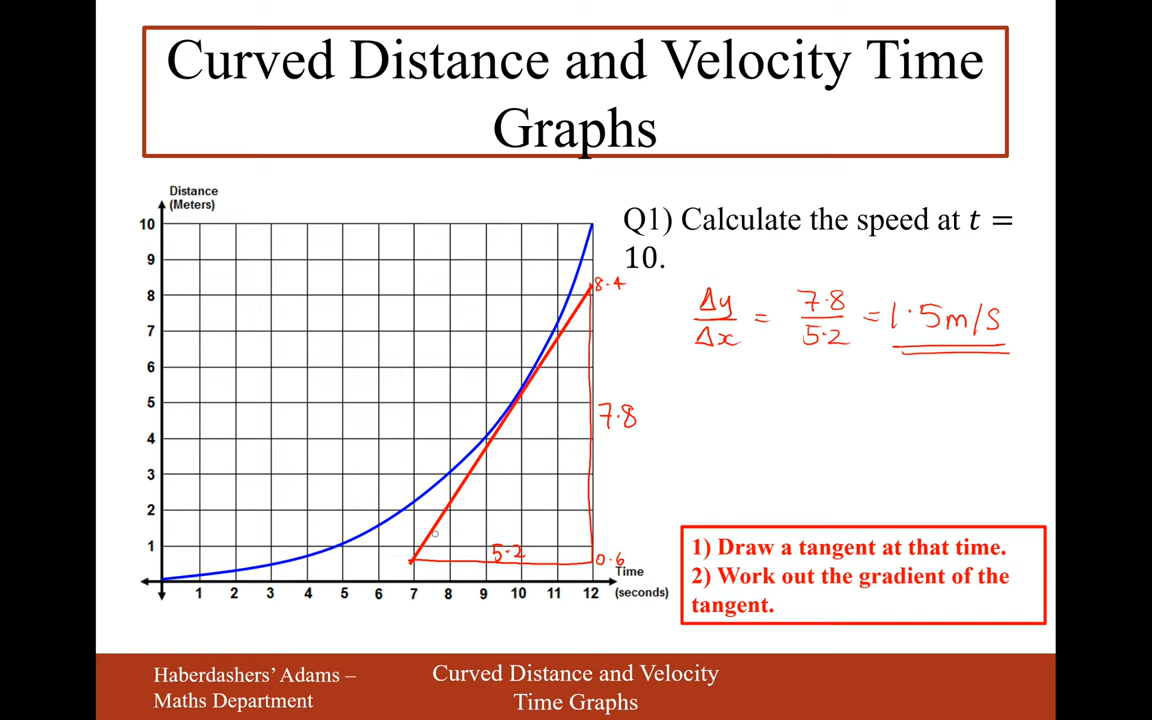 Curved Distance and Velocity Time
Graphs
Distance
(Meters)
10
9
8
7
6
5
4
3
2
1
1 2 3 4 5 6 7 8 9 10 11 12
Time
(seconds)
8.4
7.8
5.2
0.6
Q1) Calculate the speed at t =
10.
Δy/Δx = 7.8/5.2 = 1.5m/s
1) Draw a tangent at that time.
2) Work out the gradient of the
tangent.
Haberdashers' Adams –
Maths Department
Curved Distance and Velocity
Time Graphs